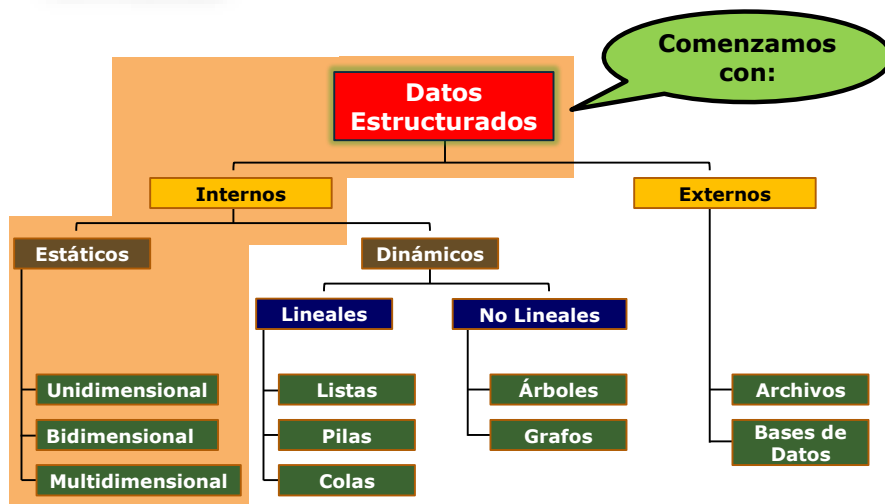 Comenzamos
con:
Datos
Estructurados
Internos
Externos
Estáticos
Dinámicos
Lineales
No Lineales
Unidimensional
Listas
Árboles
Archivos
Bidimensional
Pilas
Grafos
Bases de
Datos
Multidimensional
Colas